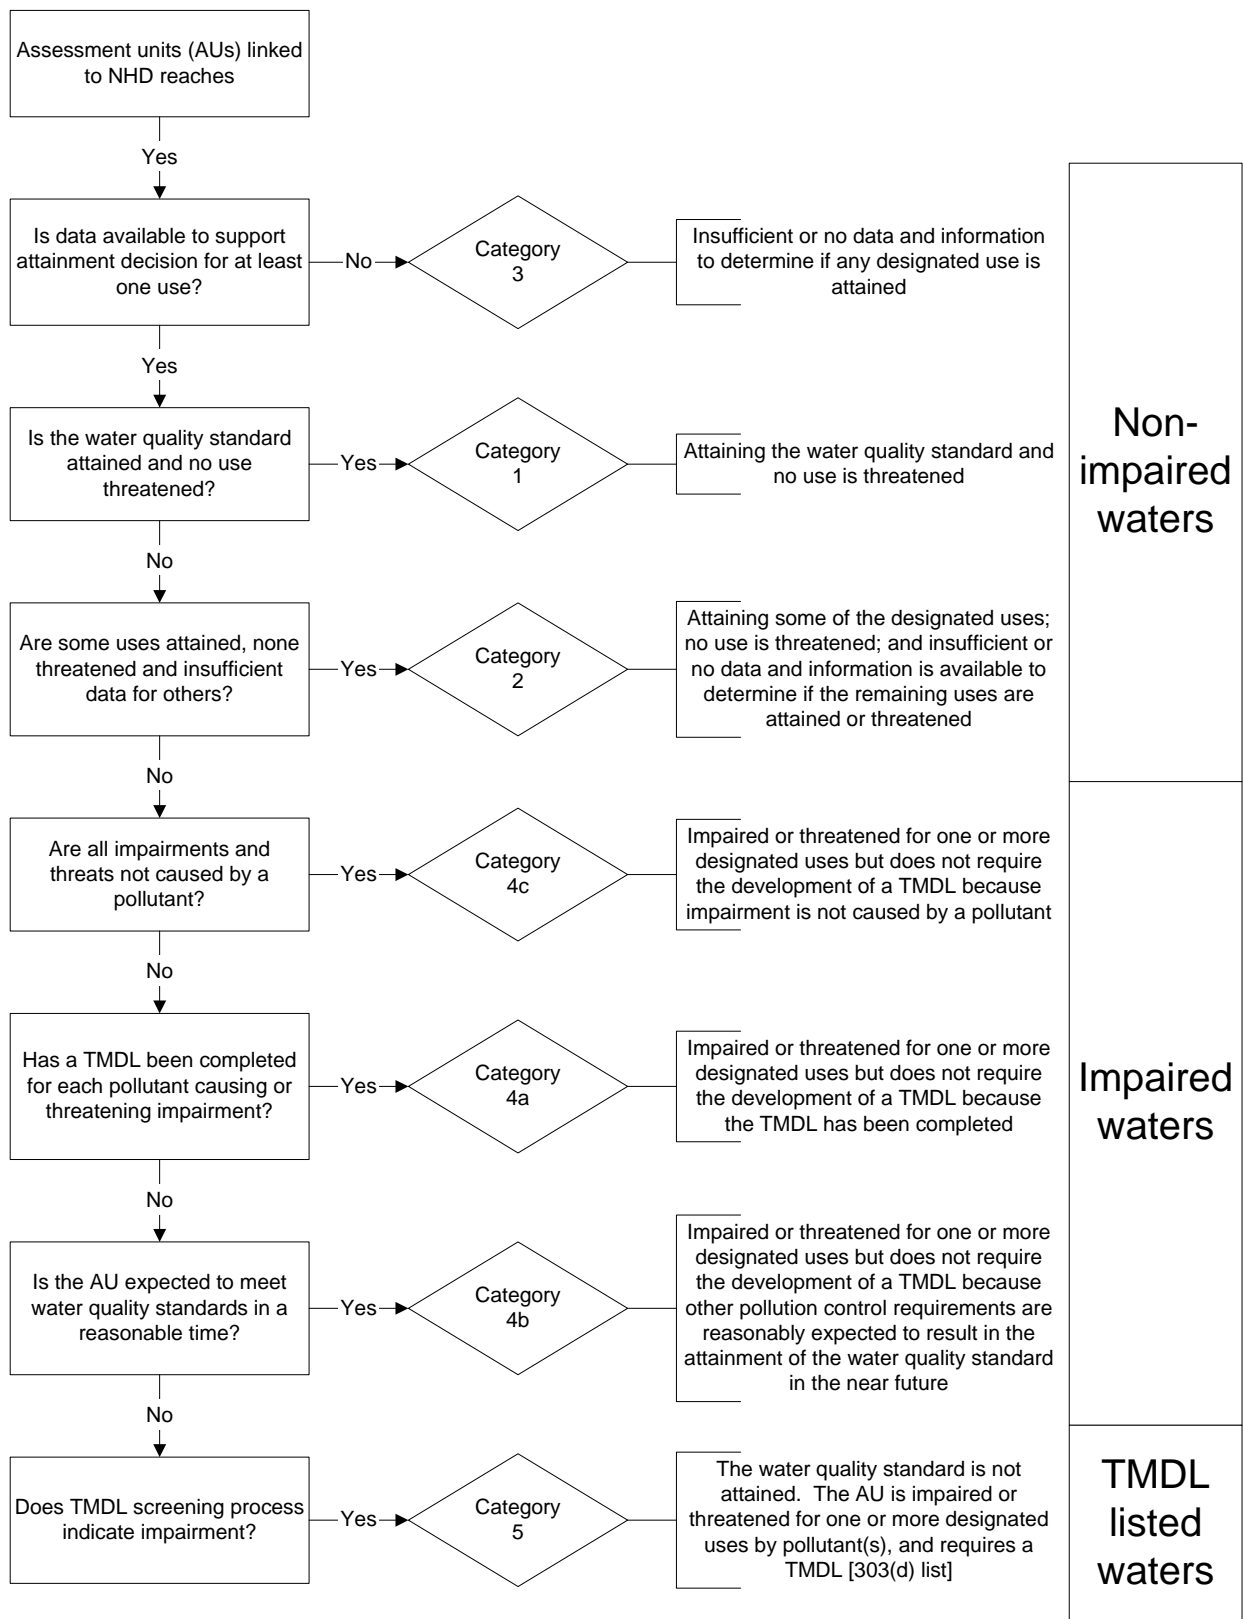 Assessment units (AUs) linked
to NHD reaches
Yes
Is data available to support
attainment decision for at least
one use?
No
Category
3
Insufficient or no data and information
to determine if any designated use is
attained
Yes
Is the water quality standard
attained and no use
threatened?
Yes
Category
1
Attaining the water quality standard and
no use is threatened
Non-
impaired
waters
No
Are some uses attained, none
threatened and insufficient
data for others?
Yes
Category
2
Attaining some of the designated uses;
no use is threatened; and insufficient or
no data and information is available to
determine if the remaining uses are
attained or threatened
No
Are all impairments and
threats not caused by a
pollutant?
Yes
Category
4c
Impaired or threatened for one or more
designated uses but does not require
the development of a TMDL because
impairment is not caused by a pollutant
No
Has a TMDL been completed
for each pollutant causing or
threatening impairment?
Yes
Category
4a
Impaired or threatened for one or more
designated uses but does not require
the development of a TMDL because
the TMDL has been completed
Impaired
waters
No
Is the AU expected to meet
water quality standards in a
reasonable time?
Yes
Category
4b
Impaired or threatened for one or more
designated uses but does not require
the development of a TMDL because
other pollution control requirements are
reasonably expected to result in the
attainment of the water quality standard
in the near future
No
Does TMDL screening process
indicate impairment?
Yes
Category
5
The water quality standard is not
attained.  The AU is impaired or
threatened for one or more designated
uses by pollutant(s), and requires a
TMDL [303(d) list]
TMDL
listed
waters